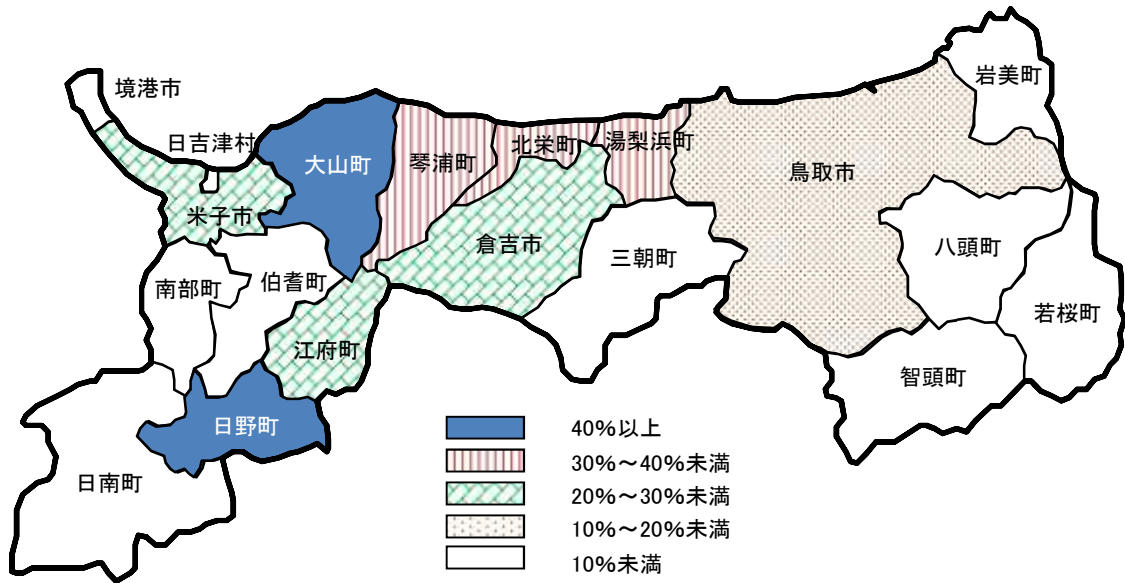 境港市
岩美町
日吉津村
大山町
琴浦町
北栄町
湯梨浜町
鳥取市
米子市
倉吉市
八頭町
南部町
伯耆町
三朝町
若桜町
江府町
智頭町
日野町
日南町
40%以上
30%～40%未満
20%～30%未満
10%～20%未満
10%未満